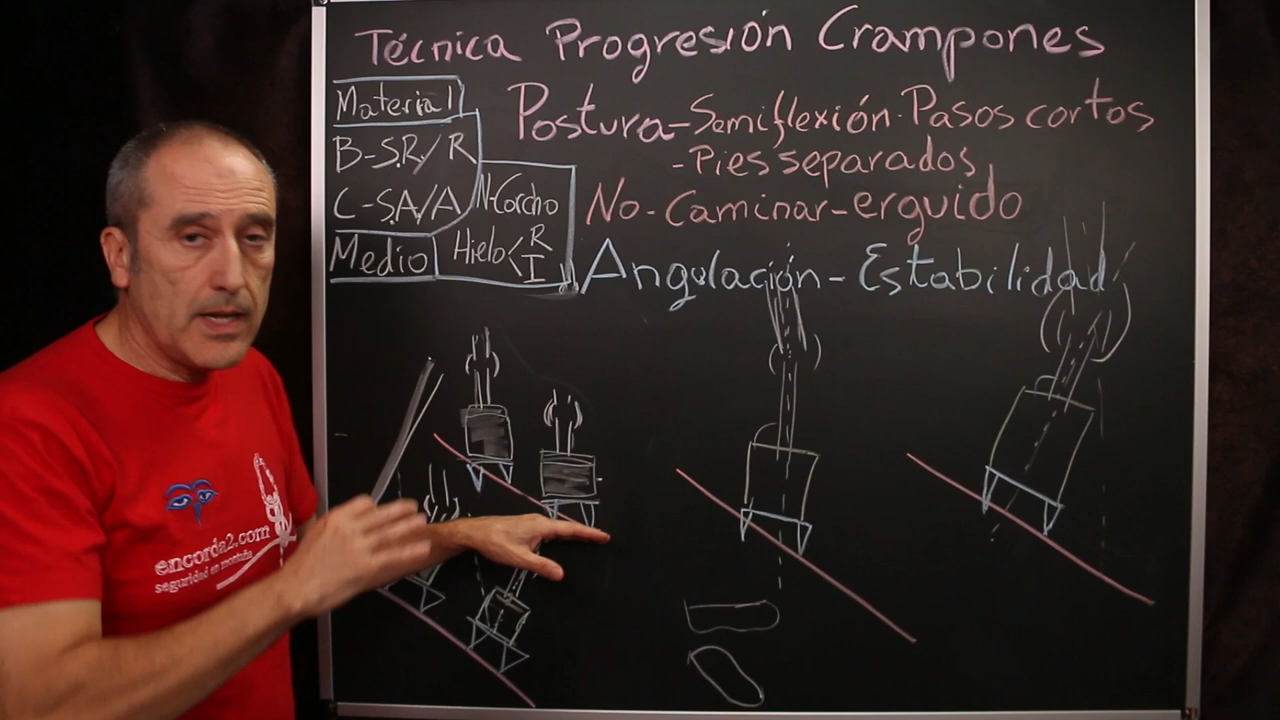 Técnica Progresión Crampones
Material
B-S.R/R
C-S.A/A
Medio
N-Corcho
Hielo<R
I
Postura-Semiflexión-Pasos cortos
-Pies separados
No-Caminar-erguido
Angulación-Estabilidad
encorda2.com
seguridad en montaña